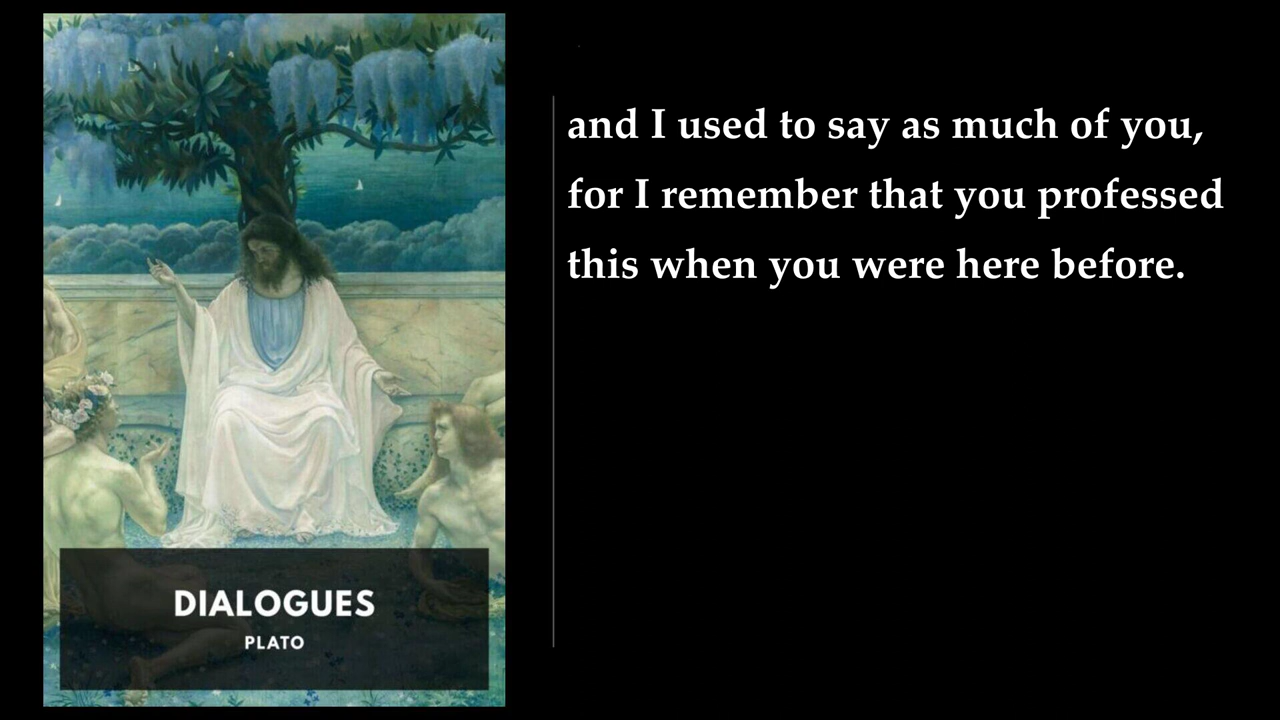 and I used to say as much of you,
for I remember that you professed
this when you were here before.
DIALOGUES
PLATO